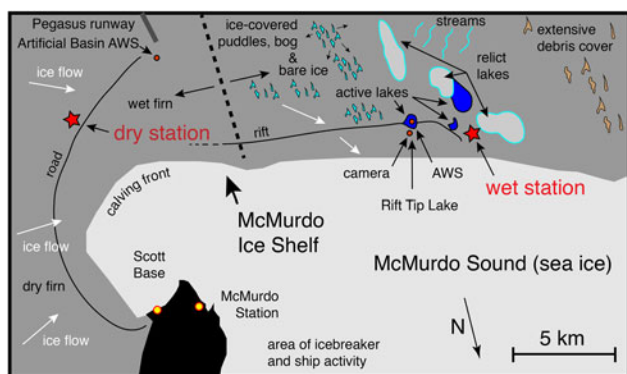 Pegasus runway
Artificial Basin AWS
ice flow
ice-covered
puddles, bog
&
bare ice
streams
extensive
debris cover
relict
lakes
wet firn
active lakes
dry station
rift
road
camera
AWS
wet station
Rift Tip Lake
calving front
McMurdo
Ice Shelf
ice flow
Scott
Base
McMurdo Sound (sea ice)
dry firn
McMurdo
Station
N
5 km
ice flow
area of icebreaker
and ship activity